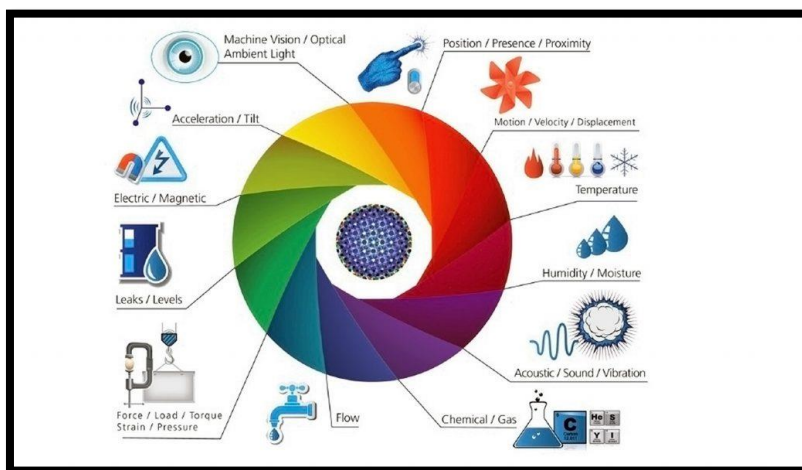 Machine Vision / Optical
Ambient Light
Position / Presence / Proximity
Motion / Velocity / Displacement
Temperature
Humidity / Moisture
Acoustic / Sound / Vibration
Chemical / Gas
C
He
S
Y
I
Flow
Force / Load / Torque
Strain / Pressure
Leaks / Levels
Electric / Magnetic
Acceleration / Tilt